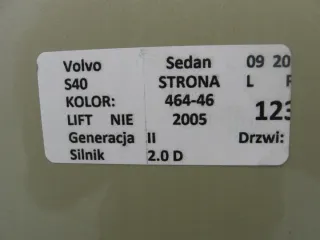 Volvo Sedan 09 20
S40 STRONA L
KOLOR: 464-46 123
LIFT NIE 2005
Generacja II Drzwi:
Silnik 2.0 D